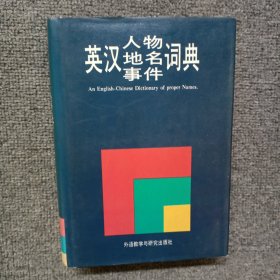 英汉人物地名事件词典
An English-Chinese Dictionary of proper Names.
外语教学与研究出版社